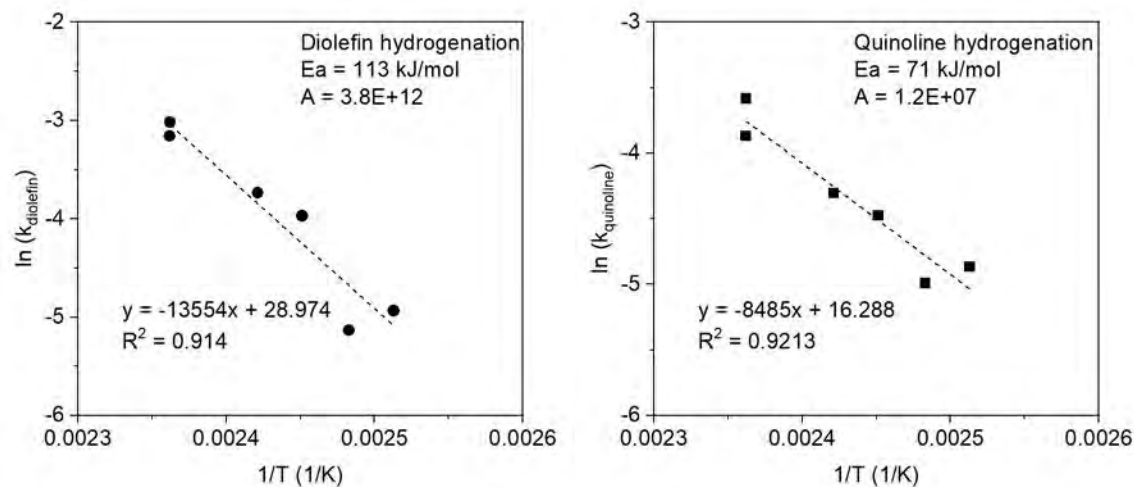 -2
-3
-4
-5
-6
ln (k_diolefin)
Diolefin hydrogenation
Ea = 113 kJ/mol
A = 3.8E+12
y = -13554x + 28.974
R² = 0.914
0.0023 0.0024 0.0025 0.0026
1/T (1/K)
-3
-4
-5
-6
ln (k_quinoline)
Quinoline hydrogenation
Ea = 71 kJ/mol
A = 1.2E+07
y = -8485x + 16.288
R² = 0.9213
0.0023 0.0024 0.0025 0.0026
1/T (1/K)